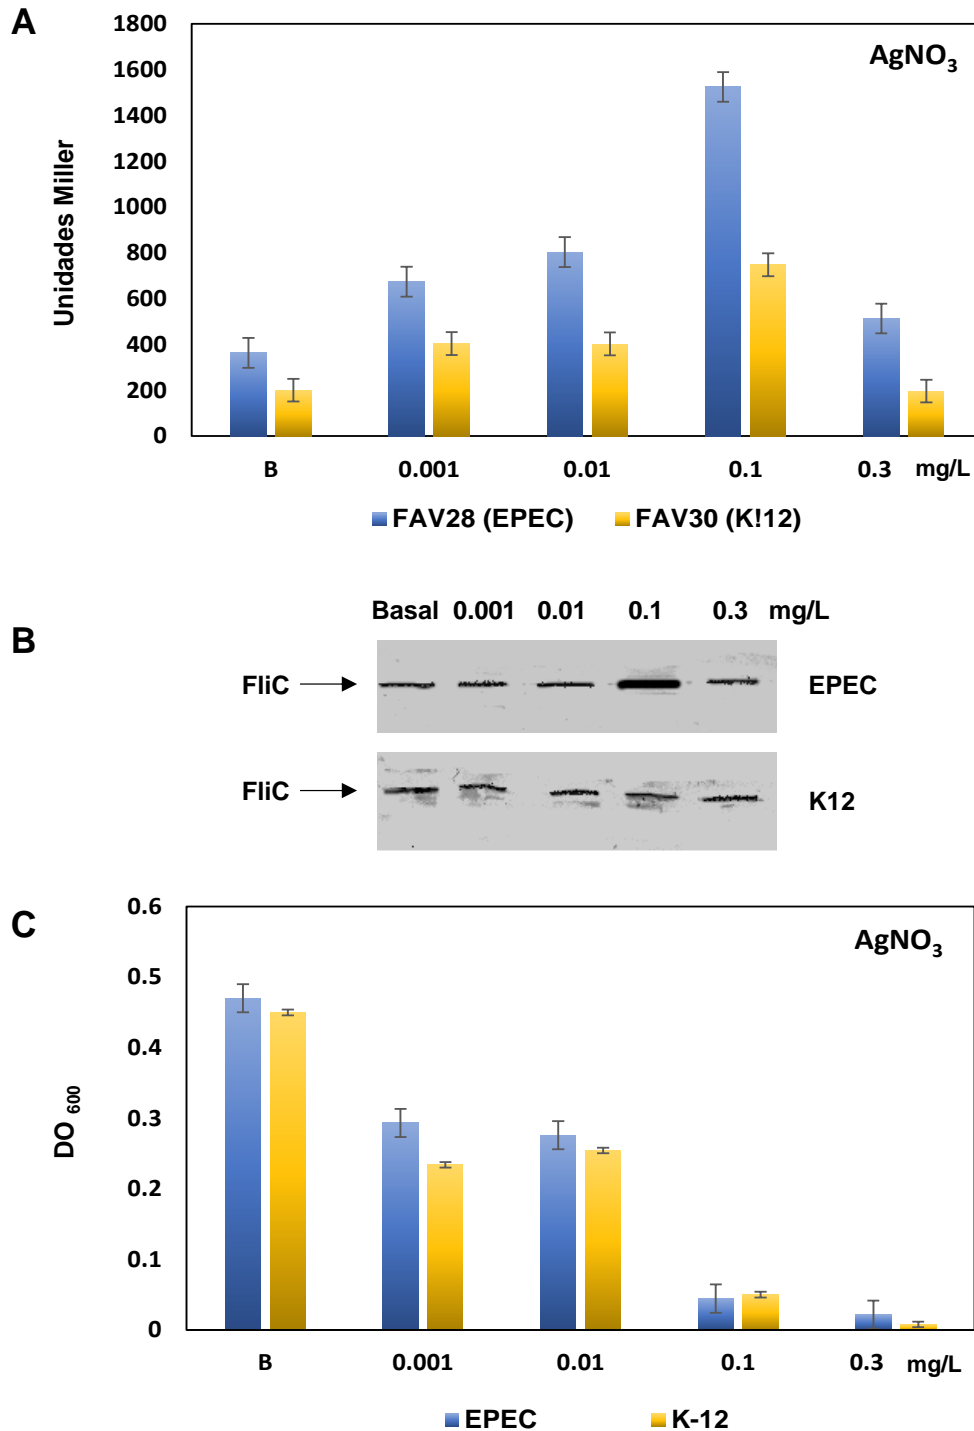 A
AgNO3
Unidades Miller
1800
1600
1400
1200
1000
800
600
400
200
0
B 0.001 0.01 0.1 0.3 mg/L
FAV28 (EPEC) FAV30 (K!12)
B
Basal 0.001 0.01 0.1 0.3 mg/L
FliC EPEC
FliC K12
C
AgNO3
DO 600
0.6
0.5
0.4
0.3
0.2
0.1
0
B 0.001 0.01 0.1 0.3 mg/L
EPEC K-12